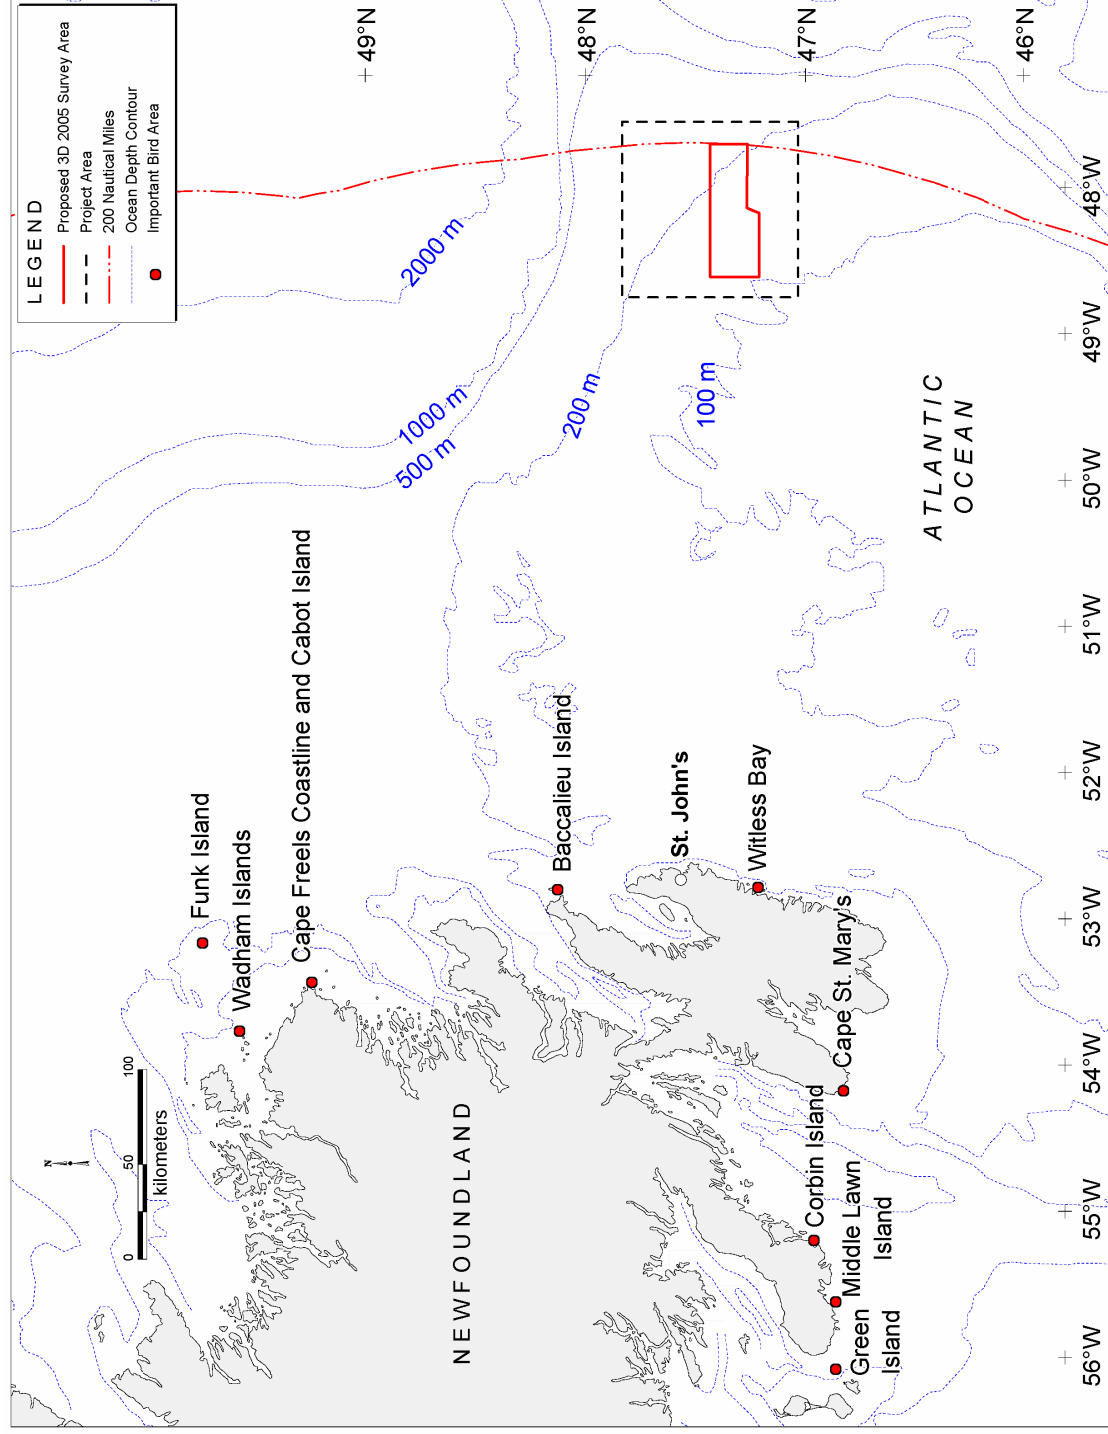 LEGEND
Proposed 3D 2005 Survey Area
Project Area
200 Nautical Miles
Ocean Depth Contour
Important Bird Area
N
0 50 100
kilometers
Funk Island
Wadham Islands
Cape Freels Coastline and Cabot Island
2000 m
1000 m
500 m
200 m
100 m
NEWFOUNDLAND
Baccalieu Island
St. John's
Witless Bay
Cape St. Mary's
Corbin Island
Middle Lawn
Island
Green
Island
ATLANTIC
OCEAN
49°N
48°N
47°N
46°N
56°W
55°W
54°W
53°W
52°W
51°W
50°W
49°W
48°W